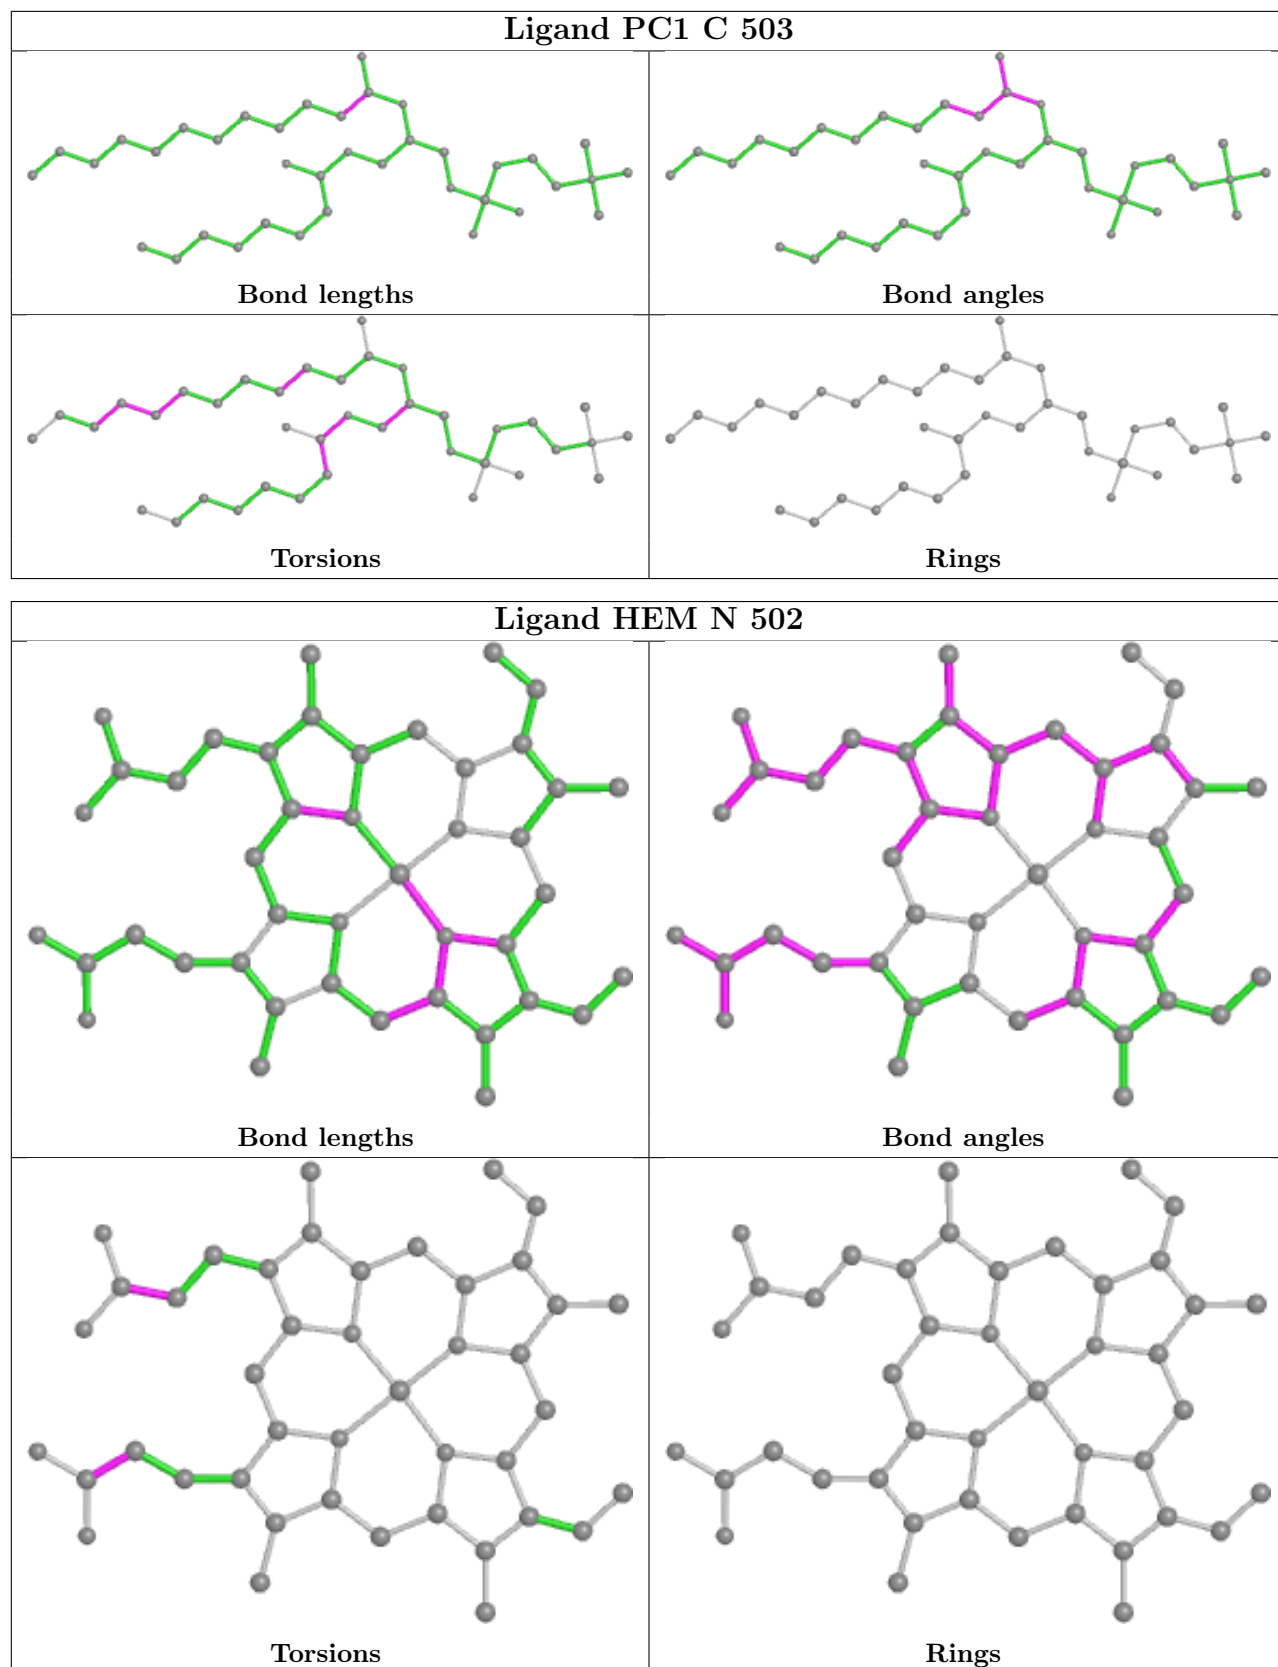 Ligand PC1 C 503
Bond lengths
Bond angles
Torsions
Rings
Ligand HEM N 502
Bond lengths
Bond angles
Torsions
Rings